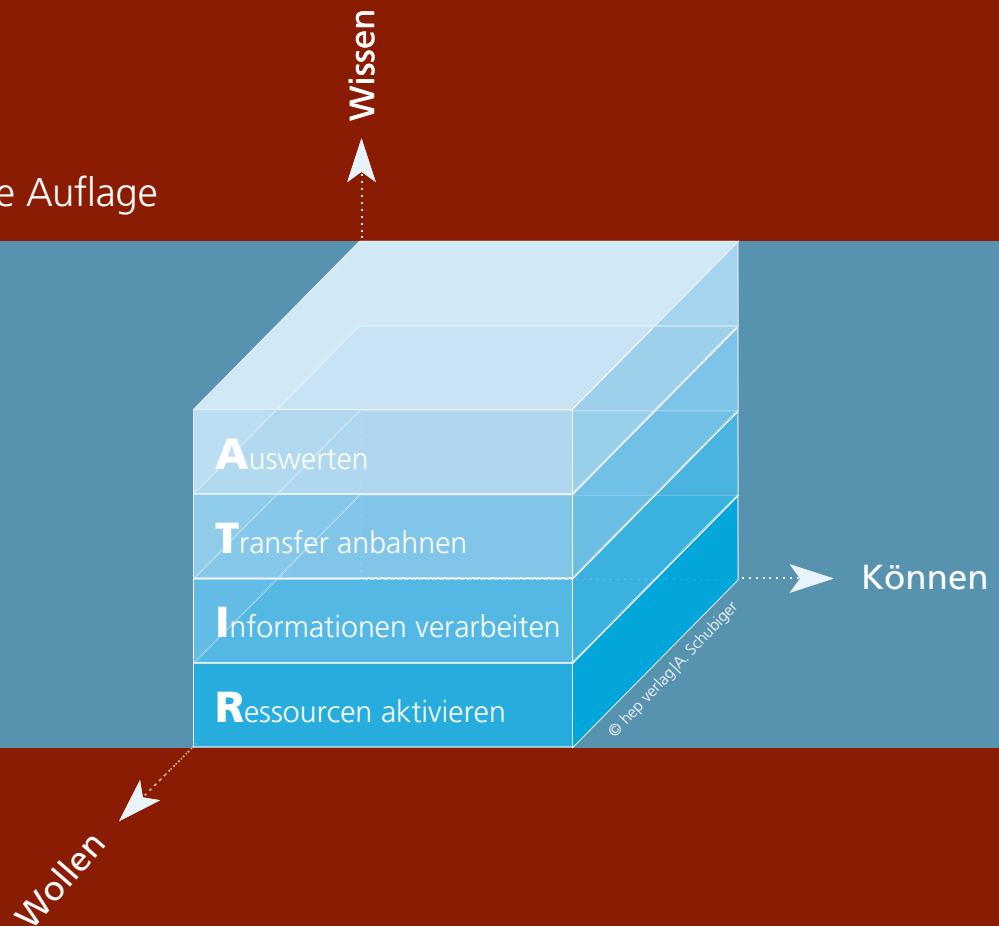 Wissen
e Auflage
Auswerten
Transfer anbahnen
Informationen verarbeiten
Ressourcen aktivieren
Können
© hep verlag|A. Schubiger
Wollen